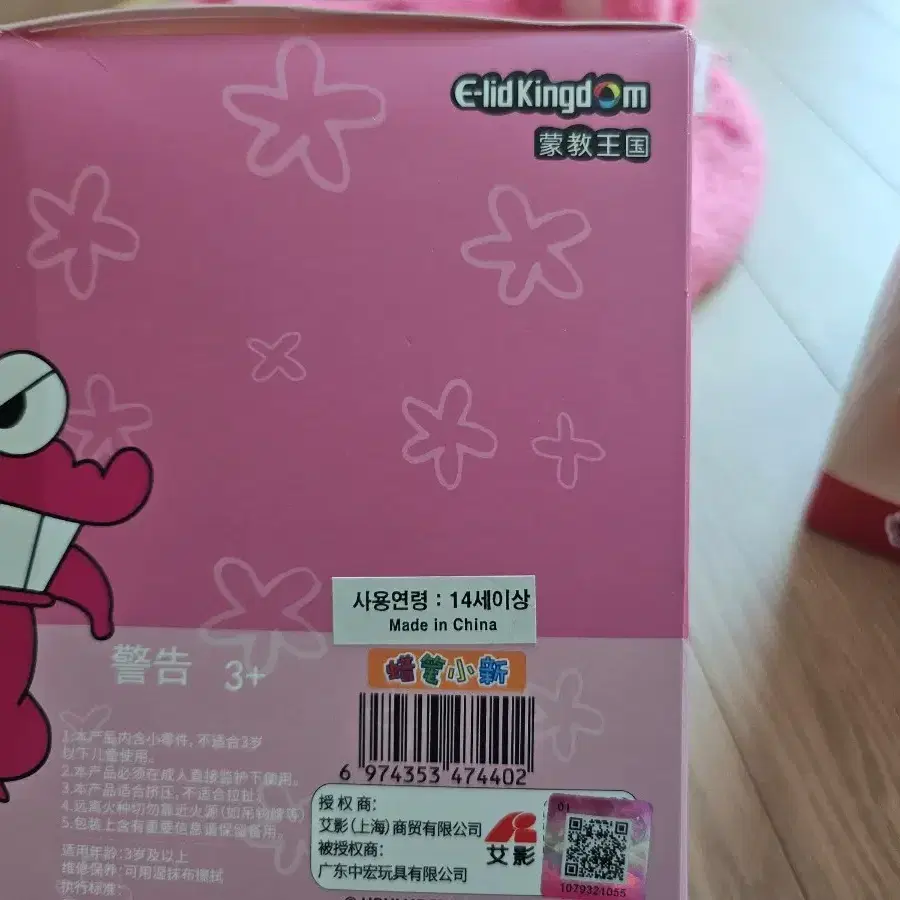 E-lid Kingdom
蒙教王国
사용연령 : 14세이상
Made in China
警告 3+
蜡笔小新
1.本产品内含小零件，不适合3岁
以下儿童使用。
2.本产品必须在成人直接监护下使用。
3.本产品适合挤压，不适合拉扯
4.远离火种切勿靠近火源(如吊钩牌等)
5.包装上含有重要信息请保留备用。
6 974353 474402
适用年龄:3岁及以上
维修保养:可用湿抹布擦拭
执行标准:
授权商:
艾影(上海)商贸有限公司
被授权商:
广东中宏玩具有限公司
艾影
01
1079321055